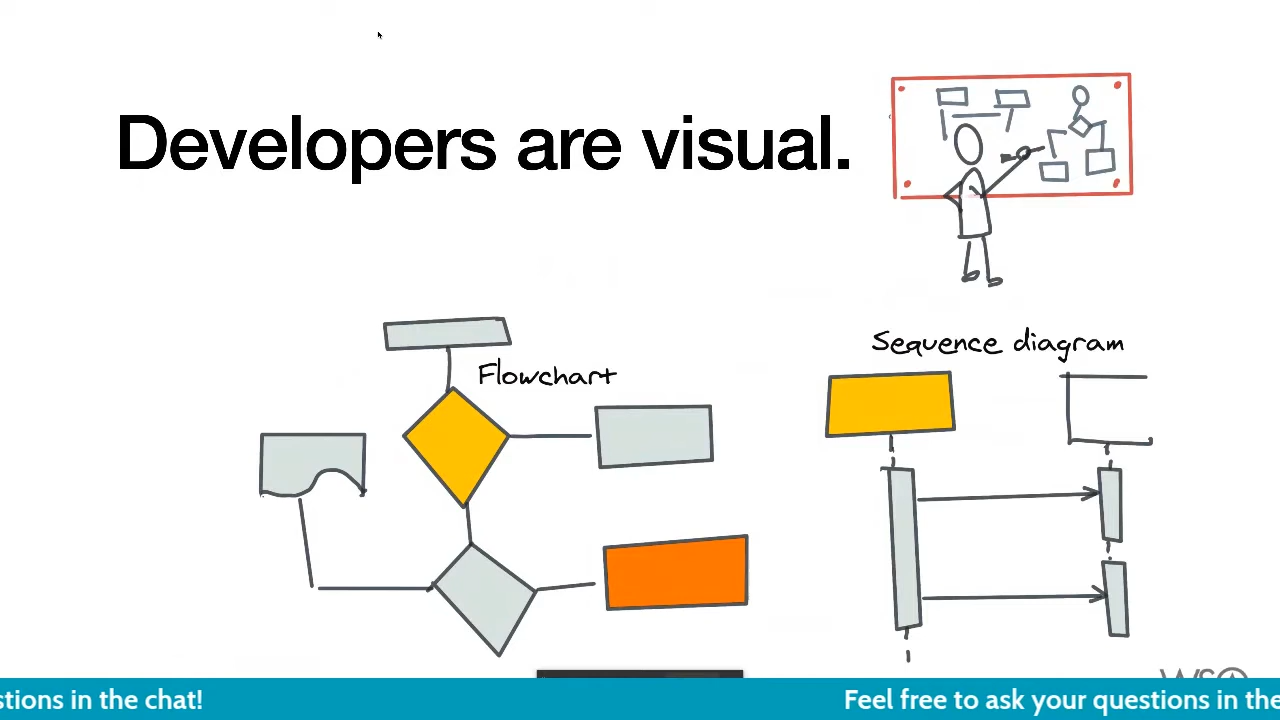 Developers are visual.
Sequence diagram
Flowchart
stions in the chat!
Feel free to ask your questions in the